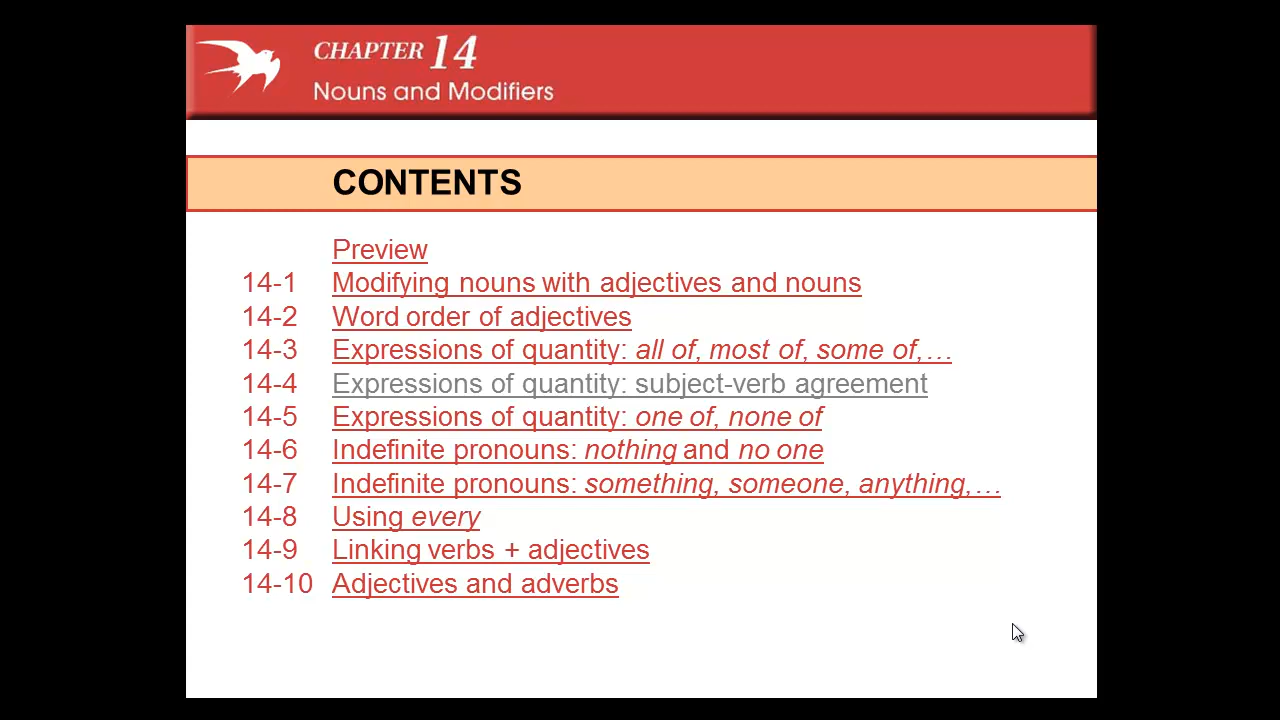 CHAPTER 14
Nouns and Modifiers
CONTENTS
Preview
14-1 Modifying nouns with adjectives and nouns
14-2 Word order of adjectives
14-3 Expressions of quantity: all of, most of, some of,…
14-4 Expressions of quantity: subject-verb agreement
14-5 Expressions of quantity: one of, none of
14-6 Indefinite pronouns: nothing and no one
14-7 Indefinite pronouns: something, someone, anything,…
14-8 Using every
14-9 Linking verbs + adjectives
14-10 Adjectives and adverbs